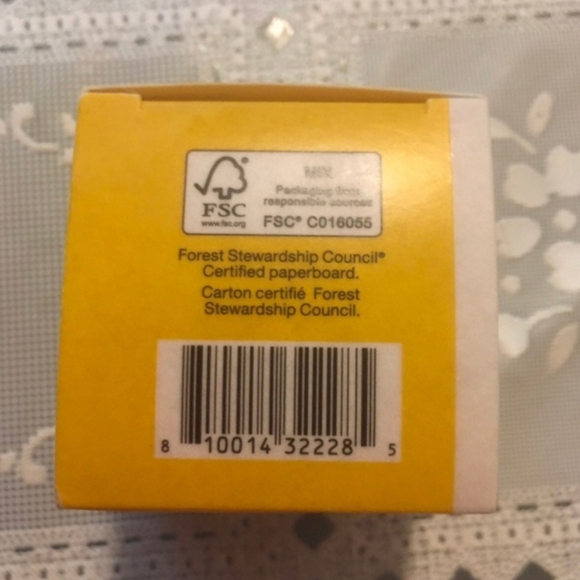 MIX
Packaging from
responsible sources
FSC® C016055
FSC
www.fsc.org
Forest Stewardship Council®
Certified paperboard.
Carton certifié Forest
Stewardship Council.
8 10014 32228 5